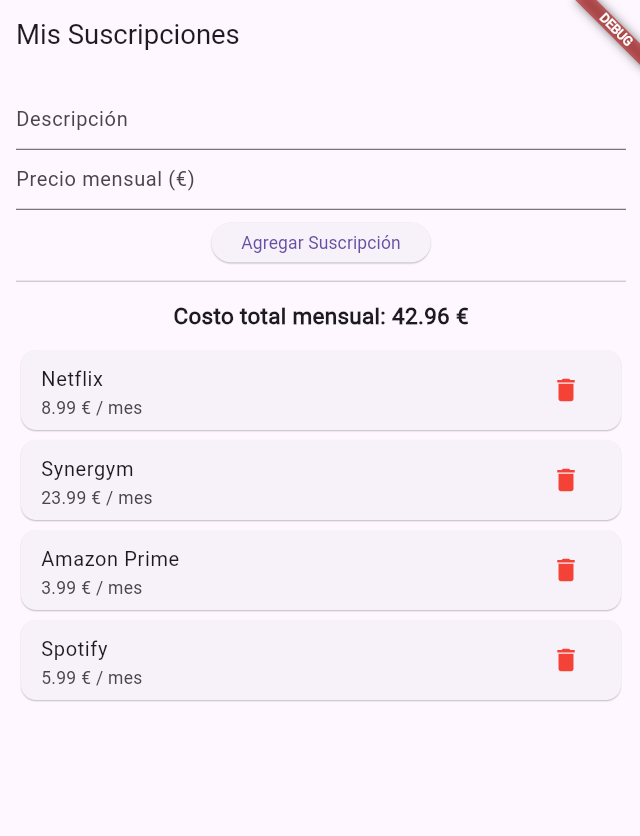 Mis Suscripciones
DEBUG
Descripción
Precio mensual (€)
Agregar Suscripción
Costo total mensual: 42.96 €
Netflix
8.99 € / mes
Synergym
23.99 € / mes
Amazon Prime
3.99 € / mes
Spotify
5.99 € / mes